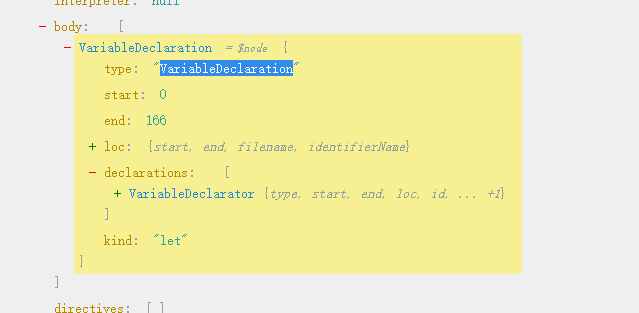 interpreter: null
− body: [
− VariableDeclaration = $node {
type: "VariableDeclaration"
start: 0
end: 166
+ loc: {start, end, filename, identifierName}
− declarations: [
+ VariableDeclarator {type, start, end, loc, id, ... +1}
]
kind: "let"
}
]
directives: [ ]